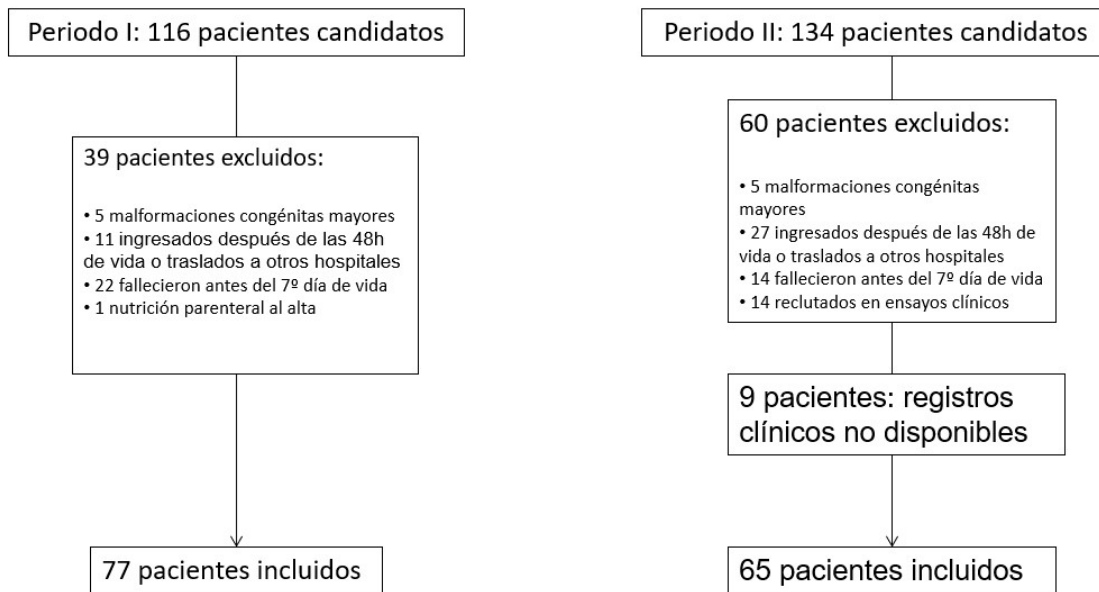 Periodo I: 116 pacientes candidatos
39 pacientes excluidos:
• 5 malformaciones congénitas mayores
• 11 ingresados después de las 48h
de vida o traslados a otros hospitales
• 22 fallecieron antes del 7º día de vida
• 1 nutrición parenteral al alta
77 pacientes incluidos
Periodo II: 134 pacientes candidatos
60 pacientes excluidos:
• 5 malformaciones congénitas
mayores
• 27 ingresados después de las 48h de
vida o traslados a otros hospitales
• 14 fallecieron antes del 7º día de vida
• 14 reclutados en ensayos clínicos
9 pacientes: registros
clínicos no disponibles
65 pacientes incluidos